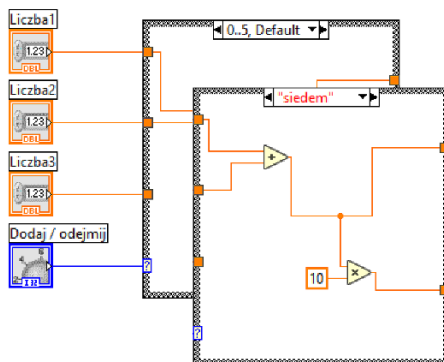 Liczba1
1.23
DBL
0..5, Default
Liczba2
1.23
DBL
"siedem"
+
Liczba3
1.23
DBL
Dodaj / odejmij
?
10
×
?